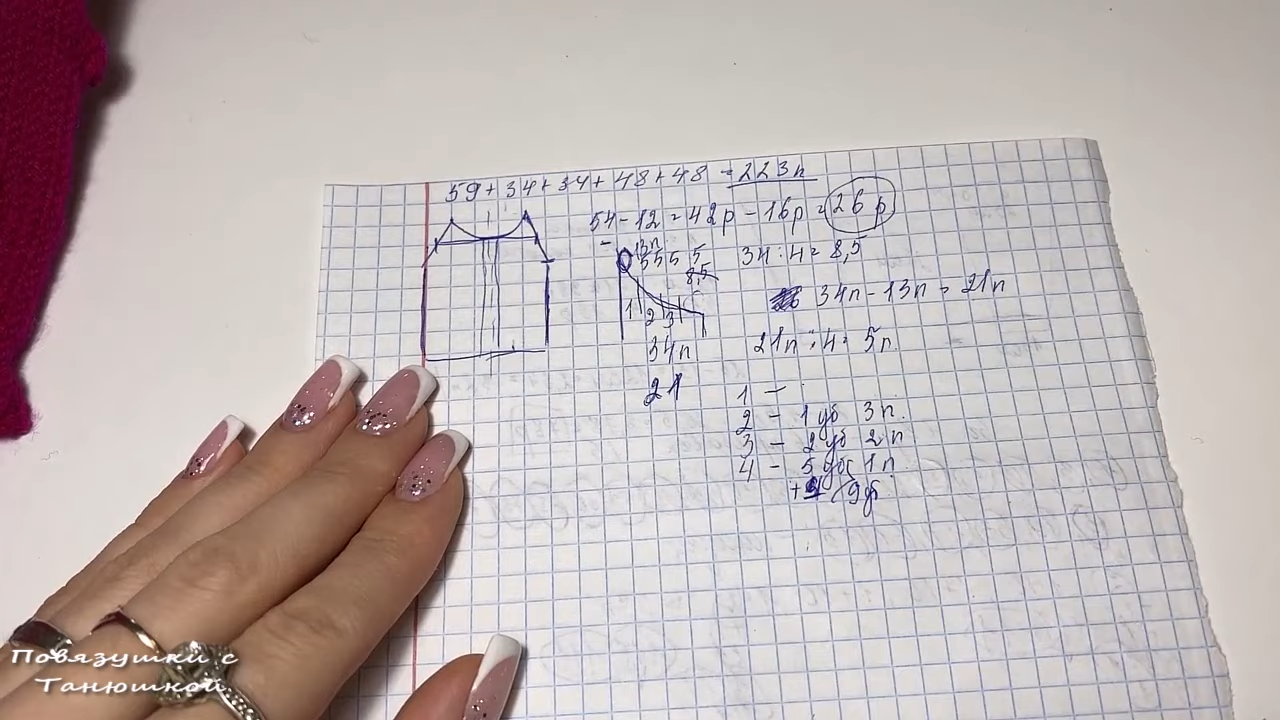 59 + 34 + 34 + 48 + 48 = 223п
54 - 12 = 42р - 16р = 26 р
13п
5 5 5 5
34 : 4 = 8,5
8,5
34п - 13п = 21п
1 2 3
34п
21п : 4 = 5п
21
1 -
2 - 1 уб 3п.
3 - 2 уб 2п
4 - 5 уб 1п
Повязушки с
Танюшкой